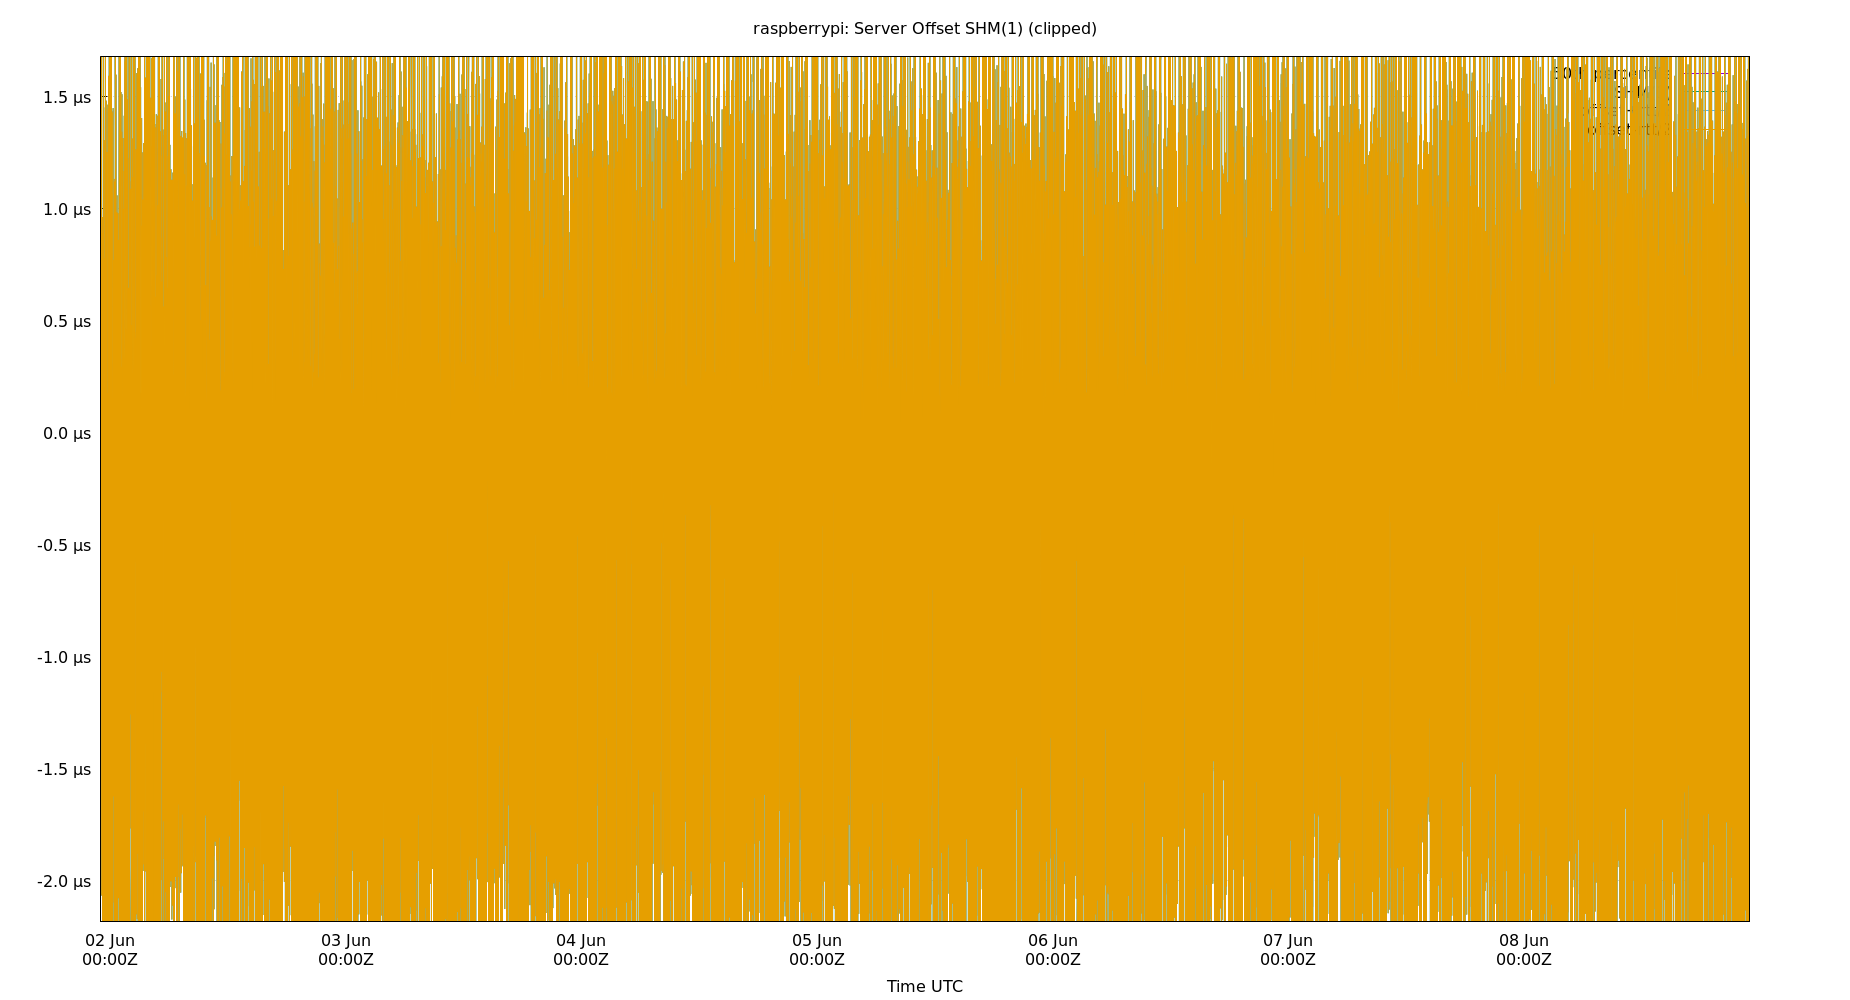 raspberrypi: Server Offset SHM(1) (clipped)
1.5 µs
1.0 µs
0.5 µs
0.0 µs
-0.5 µs
-1.0 µs
-1.5 µs
-2.0 µs
02 Jun 03 Jun 04 Jun 05 Jun 06 Jun 07 Jun 08 Jun
00:00Z 00:00Z 00:00Z 00:00Z 00:00Z 00:00Z 00:00Z
Time UTC